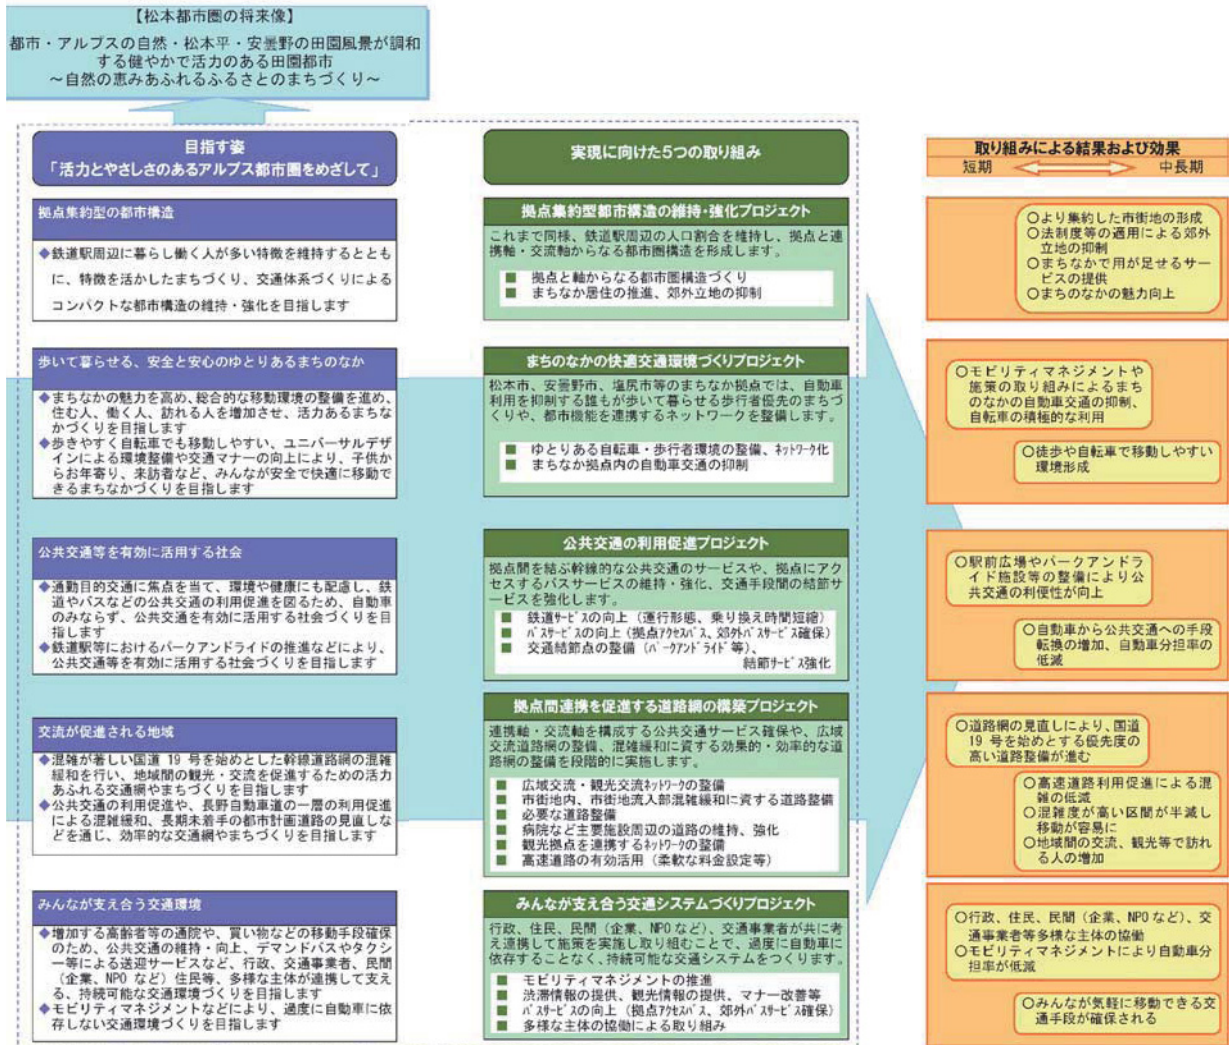 【松本都市圏の将来像】
都市・アルプスの自然・松本平・安曇野の田園風景が調和
する健やかで活力のある田園都市
～自然の恵みあふれるふるさとのまちづくり～
目指す姿
「活力とやさしさのあるアルプス都市圏をめざして」
拠点集約型の都市構造
◆鉄道駅周辺に暮らし働く人が多い特徴を維持するととも
に、特徴を活かしたまちづくり、交通体系づくりによる
コンパクトな都市構造の維持・強化を目指します
歩いて暮らせる、安全と安心のゆとりあるまちのなか
◆まちなかの魅力を高め、総合的な移動環境の整備を進め、
住む人、働く人、訪れる人を増加させ、活力あるまちな
かづくりを目指します
◆歩きやすく自転車でも移動しやすい、ユニバーサルデザ
インによる環境整備や交通マナーの向上により、子供か
らお年寄り、来訪者など、みんなが安全で快適に移動で
きるまちなかづくりを目指します
公共交通等を有効に活用する社会
◆通勤目的交通に焦点を当て、環境や健康にも配慮し、鉄
道やバスなどの公共交通の利用促進を図るため、自動車
のみならず、公共交通を有効に活用する社会づくりを目
指します
◆鉄道駅等におけるパークアンドライドの推進などにより、
公共交通等を有効に活用する社会づくりを目指します
交流が促進される地域
◆混雑が著しい国道 19 号を始めとした幹線道路網の混雑
緩和を行い、地域間の観光・交流を促進するための活力
あふれる交通網やまちづくりを目指します
◆公共交通の利用促進や、長野自動車道の一層の利用促進
による混雑緩和、長期未着手の都市計画道路の見直しな
どを通じ、効率的な交通網やまちづくりを目指します
みんなが支え合う交通環境
◆増加する高齢者等の通院や、買い物などの移動手段確保
のため、公共交通の維持・向上、デマンドバスやタクシ
ー等による送迎サービスなど、行政、交通事業者、民間
（企業、NPO など）住民等、多様な主体が連携して支え
る、持続可能な交通環境づくりを目指します
◆モビリティマネジメントなどにより、過度に自動車に依
存しない交通環境づくりを目指します
実現に向けた5つの取り組み
拠点集約型都市構造の維持・強化プロジェクト
これまで同様、鉄道駅周辺の人口割合を維持し、拠点と連
携軸・交流軸からなる都市圏構造を形成します。
■ 拠点と軸からなる都市圏構造づくり
■ まちなか居住の推進、郊外立地の抑制
まちのなかの快適交通環境づくりプロジェクト
松本市、安曇野市、塩尻市等のまちなか拠点では、自動車
利用を抑制する誰もが歩いて暮らせる歩行者優先のまちづ
くりや、都市機能を連携するネットワークを整備します。
■ ゆとりある自転車・歩行者環境の整備、ﾈｯﾄﾜｰｸ化
■ まちなか拠点内の自動車交通の抑制
公共交通の利用促進プロジェクト
拠点間を結ぶ幹線的な公共交通のサービスや、拠点にアク
セスするバスサービスの維持・強化、交通手段間の結節サ
ービスを強化します。
■ 鉄道ｻｰﾋﾞｽの向上（運行形態、乗り換え時間短縮）
■ ﾊﾞｽｻｰﾋﾞｽの向上（拠点ｱｸｾｽﾊﾞｽ、郊外ﾊﾞｽｻｰﾋﾞｽ確保）
■ 交通結節点の整備（ﾊﾟｰｸｱﾝﾄﾞﾗｲﾄﾞ等）、
結節ｻｰﾋﾞｽ強化
拠点間連携を促進する道路網の構築プロジェクト
連携軸・交流軸を構成する公共交通サービス確保や、広域
交流道路網の整備、混雑緩和に資する効果的・効率的な道
路網の整備を段階的に実施します。
■ 広域交流・観光交流ﾈｯﾄﾜｰｸの整備
■ 市街地内、市街地流入部混雑緩和に資する道路整備
■ 必要な道路整備
■ 病院など主要施設周辺の道路の維持、強化
■ 観光拠点を連携するﾈｯﾄﾜｰｸの整備
■ 高速道路の有効活用（柔軟な料金設定等）
みんなが支え合う交通システムづくりプロジェクト
行政、住民、民間（企業、NPO など）、交通事業者が共に考
え連携して施策を実施し取り組むことで、過度に自動車に
依存することなく、持続可能な交通システムをつくります。
■ モビリティマネジメントの推進
■ 渋滞情報の提供、観光情報の提供、マナー改善等
■ ﾊﾞｽｻｰﾋﾞｽの向上（拠点ｱｸｾｽﾊﾞｽ、郊外ﾊﾞｽｻｰﾋﾞｽ確保）
■ 多様な主体の協働による取り組み
取り組みによる結果および効果
短期 中長期
○より集約した市街地の形成
○法制度等の適用による郊外
立地の抑制
○まちなかで用が足せるサー
ビスの提供
○まちのなかの魅力向上
○モビリティマネジメントや
施策の取り組みによるまち
のなかの自動車交通の抑制、
自転車の積極的な利用
○徒歩や自転車で移動しやすい
環境形成
○駅前広場やパークアンドラ
イド施設等の整備により公
共交通の利便性が向上
○自動車から公共交通への手段
転換の増加、自動車分担率の
低減
○道路網の見直しにより、国道
19 号を始めとする優先度の
高い道路整備が進む
○高速道路利用促進による混
雑の低減
○混雑度が高い区間が半減し
移動が容易に
○地域間の交流、観光等で訪れ
る人の増加
○行政、住民、民間（企業、NPO など）、交
通事業者等多様な主体の協働
○モビリティマネジメントにより自動車分
担率が低減
○みんなが気軽に移動できる交
通手段が確保される